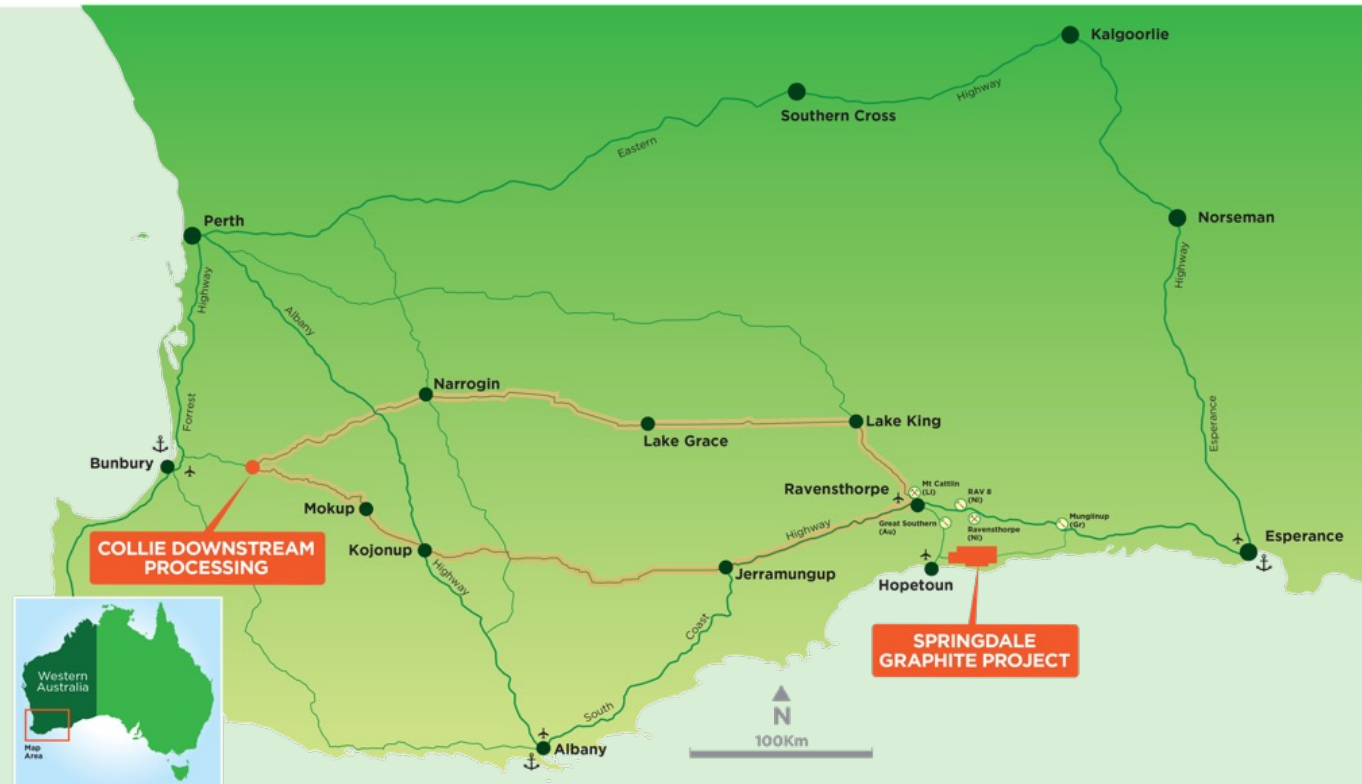 Kalgoorlie
Highway
Southern Cross
Eastern
Perth
Norseman
Highway
Highway
Albany
Narrogin
Forrest
Lake King
Lake Grace
Esperance
Bunbury
Ravensthorpe
Mt Cattlin
(Li)
RAV 8
(Ni)
Mokup
Great Southern
(Au)
Ravensthorpe
(Ni)
Munglinup
(Gr)
Highway
COLLIE DOWNSTREAM
PROCESSING
Kojonup
Esperance
Highway
Jerramungup
Hopetoun
Coast
SPRINGDALE
GRAPHITE PROJECT
Western
Australia
South
N
100Km
Albany
Map
Area